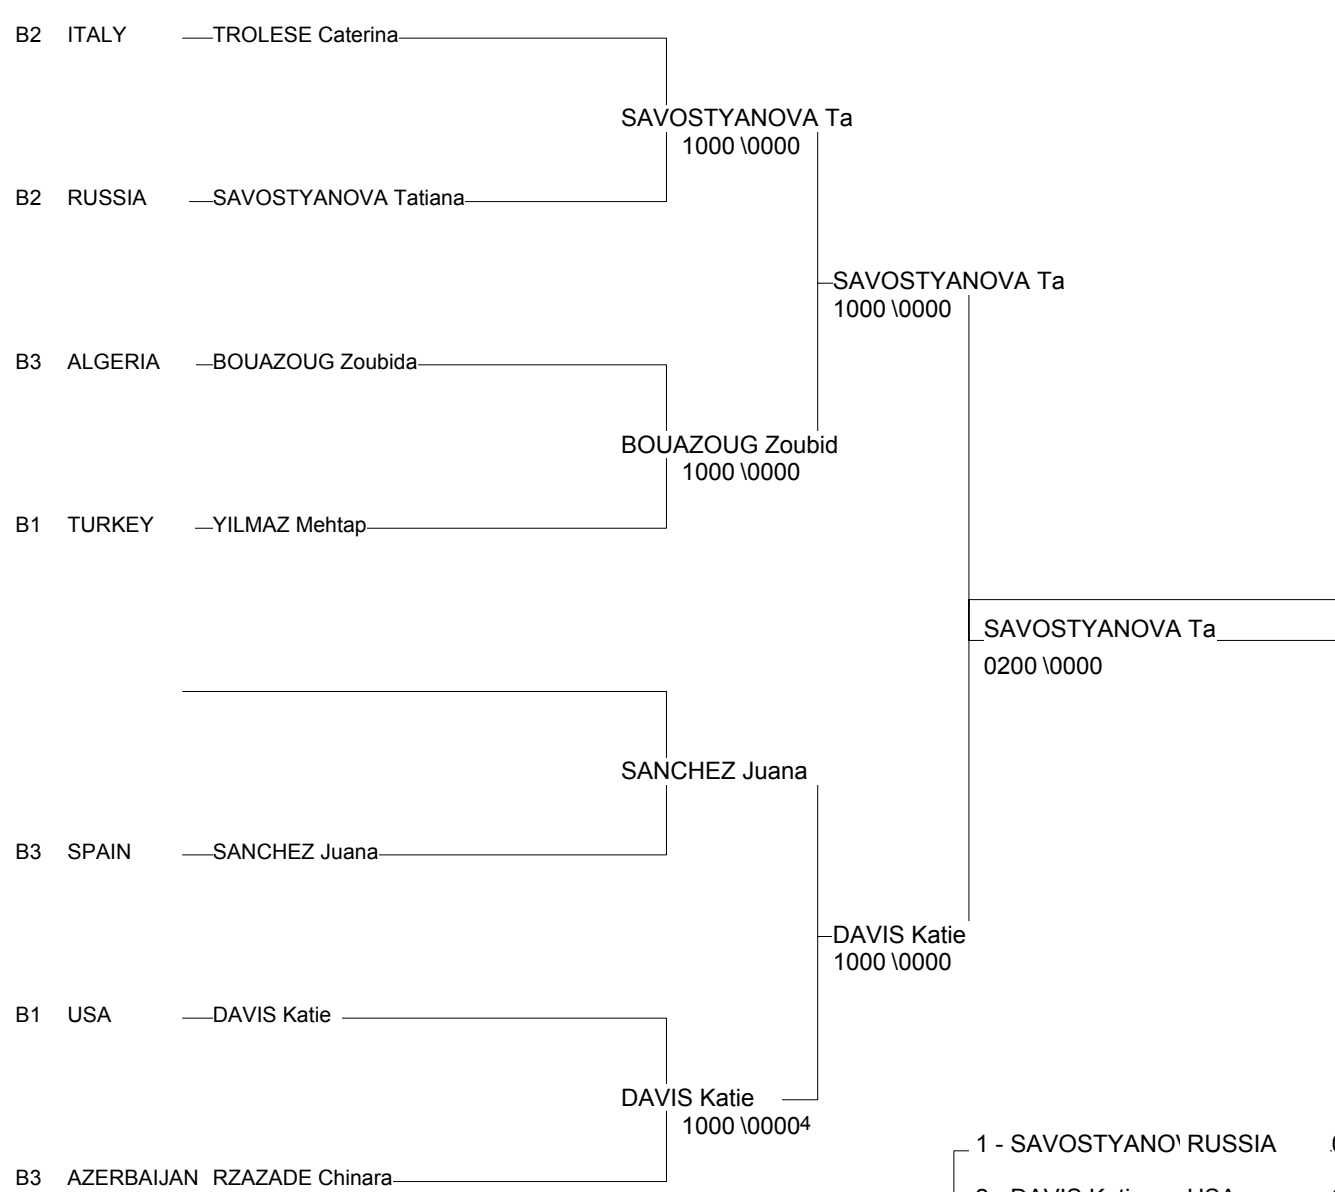 B2 ITALY TROLESE Caterina
SAVOSTYANOVA Ta
1000 \0000
B2 RUSSIA SAVOSTYANOVA Tatiana
SAVOSTYANOVA Ta
1000 \0000
B3 ALGERIA BOUAZOUG Zoubida
BOUAZOUG Zoubid
1000 \0000
B1 TURKEY YILMAZ Mehtap
SAVOSTYANOVA Ta
0200 \0000
SANCHEZ Juana
B3 SPAIN SANCHEZ Juana
DAVIS Katie
1000 \0000
B1 USA DAVIS Katie
DAVIS Katie
1000 \00004
1 - SAVOSTYANO RUSSIA
B3 AZERBAIJAN RZAZADE Chinara
DAVIS Katie USA